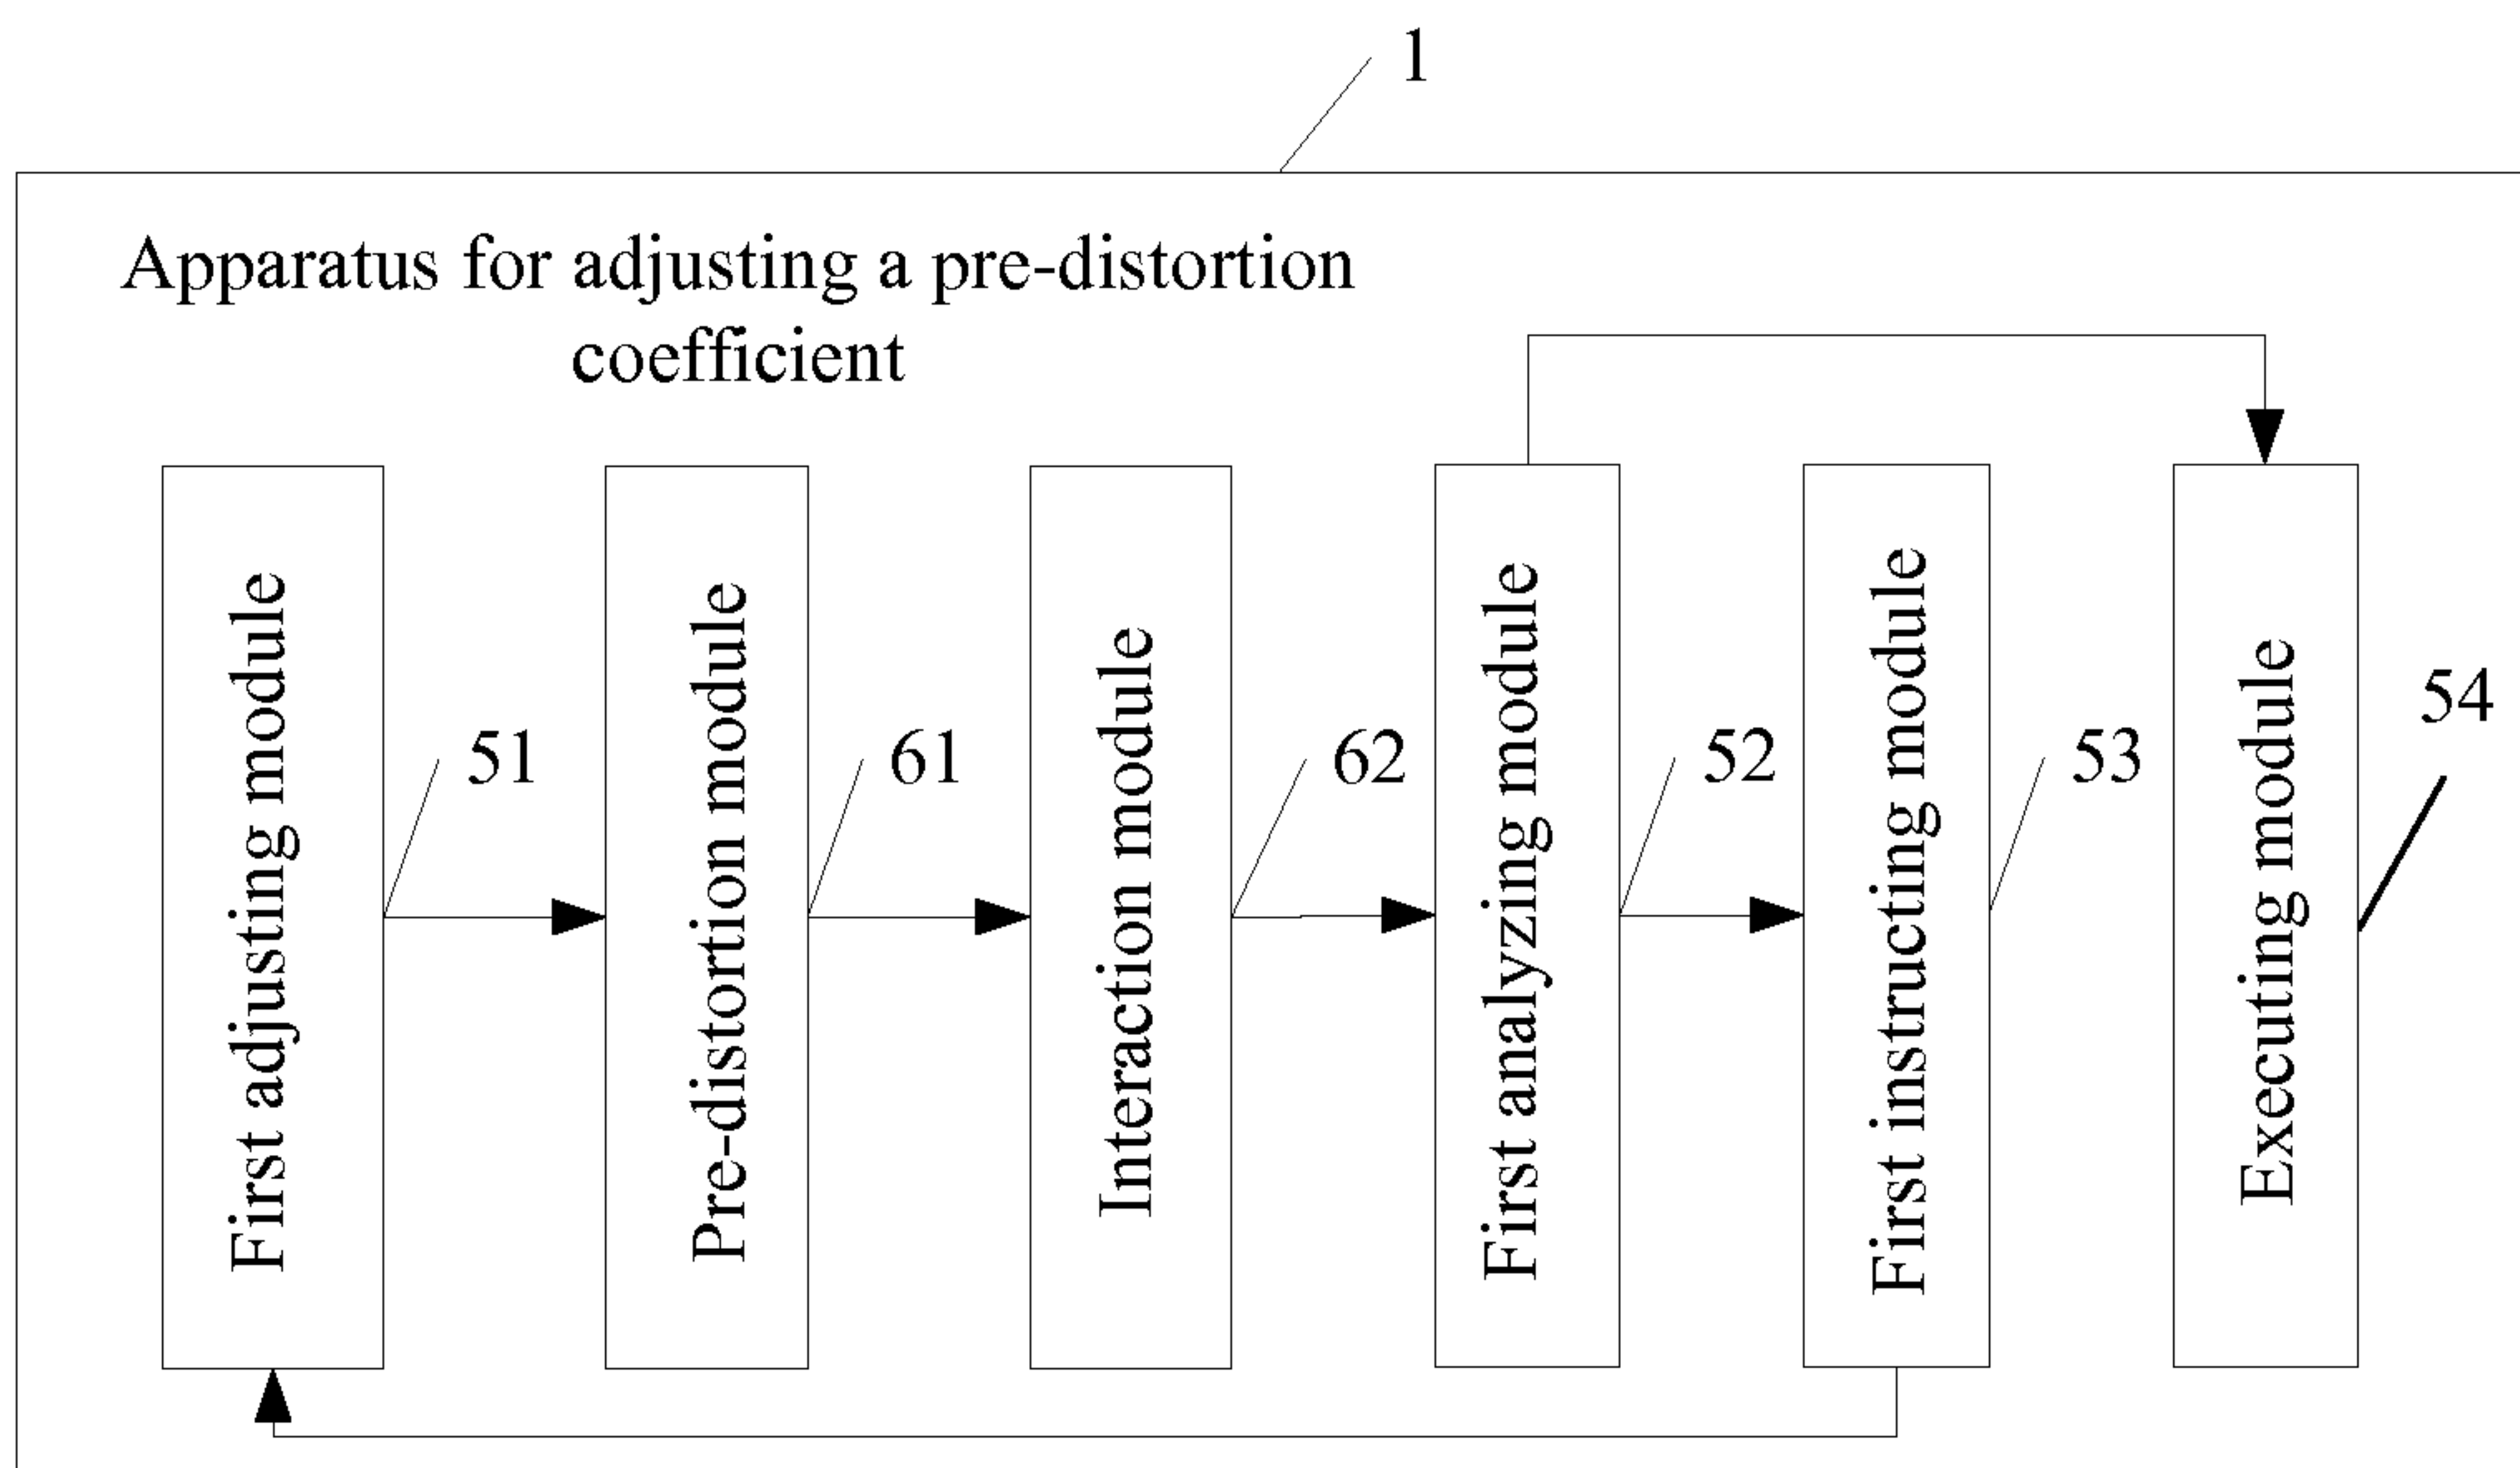 1
Apparatus for adjusting a pre-distortion
coefficient
First adjusting module
51
Pre-distortion module
61
Interaction module
62
First analyzing module
52
First instructing module
53
Executing module
54